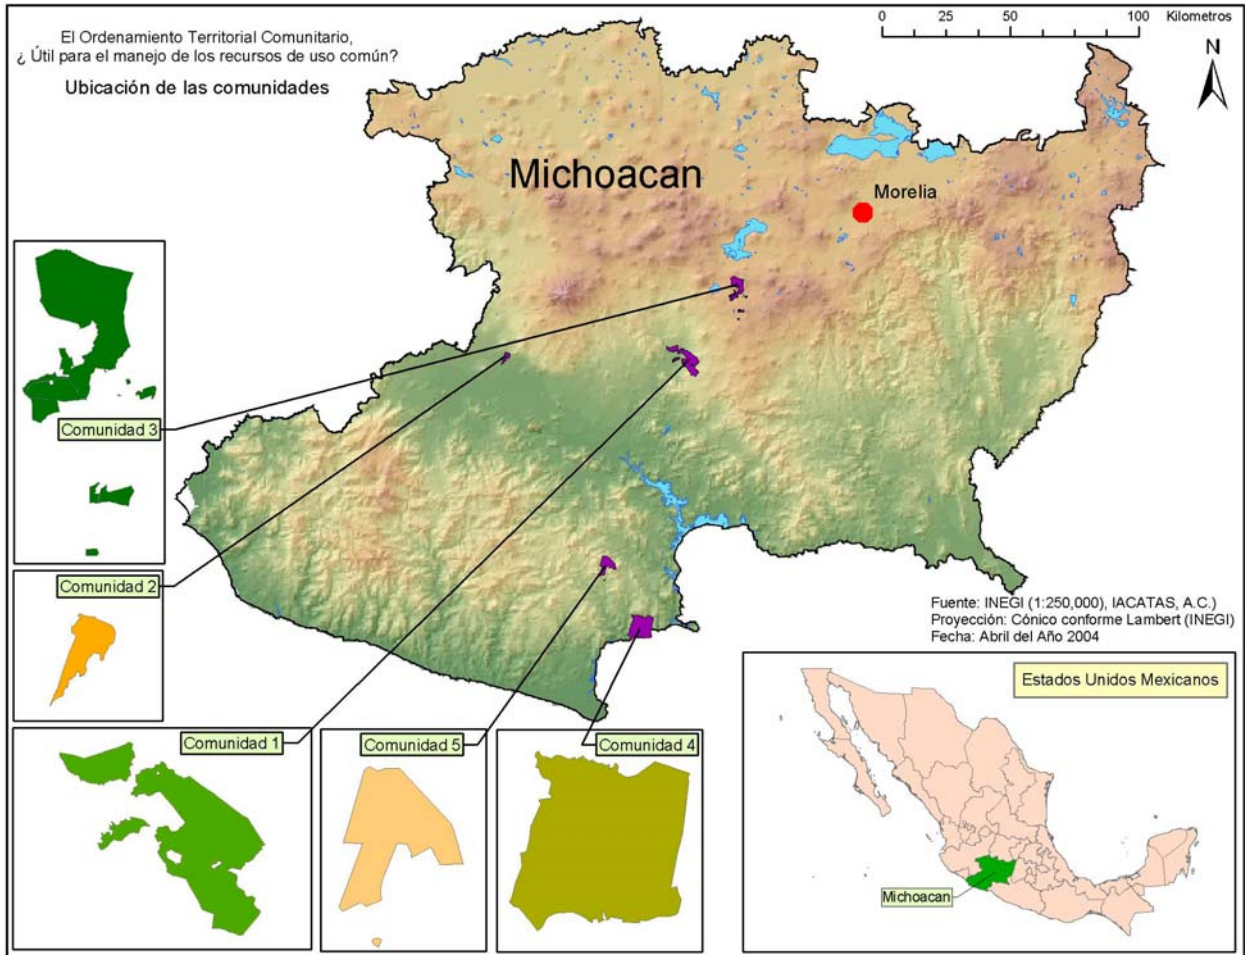 El Ordenamiento Territorial Comunitario,
¿ Útil para el manejo de los recursos de uso común?
Ubicación de las comunidades
0 25 50 100 Kilometros
N
Michoacan
Morelia
Comunidad 3
Comunidad 2
Comunidad 1
Comunidad 5
Comunidad 4
Fuente: INEGI (1:250,000), IACATAS, A.C.)
Proyección: Cónico conforme Lambert (INEGI)
Fecha: Abril del Año 2004
Estados Unidos Mexicanos
Michoacan